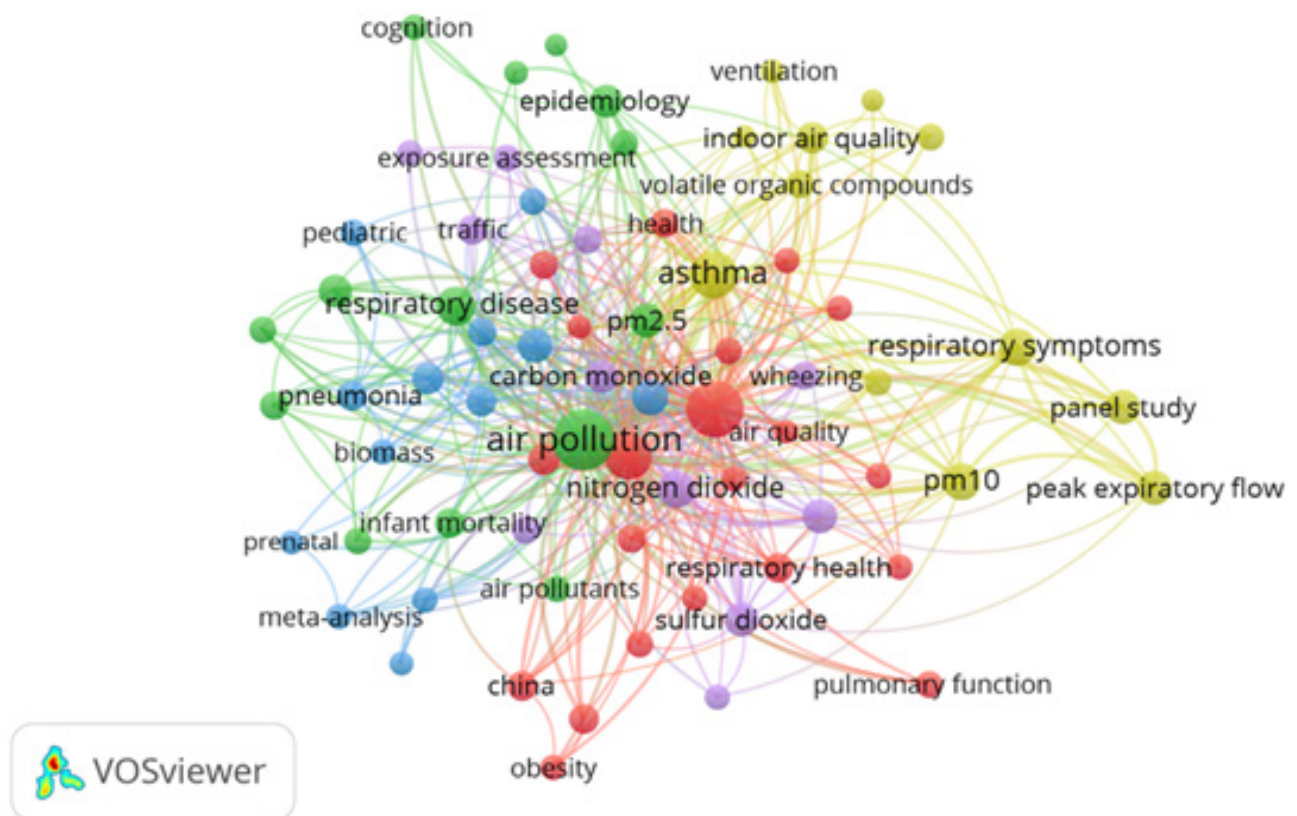 cognition
ventilation
epidemiology
indoor air quality
exposure assessment
volatile organic compounds
pediatric
traffic
health
asthma
respiratory disease
pm2.5
respiratory symptoms
carbon monoxide
wheezing
pneumonia
panel study
air pollution
air quality
biomass
nitrogen dioxide
pm10
peak expiratory flow
infant mortality
prenatal
respiratory health
air pollutants
meta-analysis
sulfur dioxide
china
pulmonary function
obesity
VOSviewer